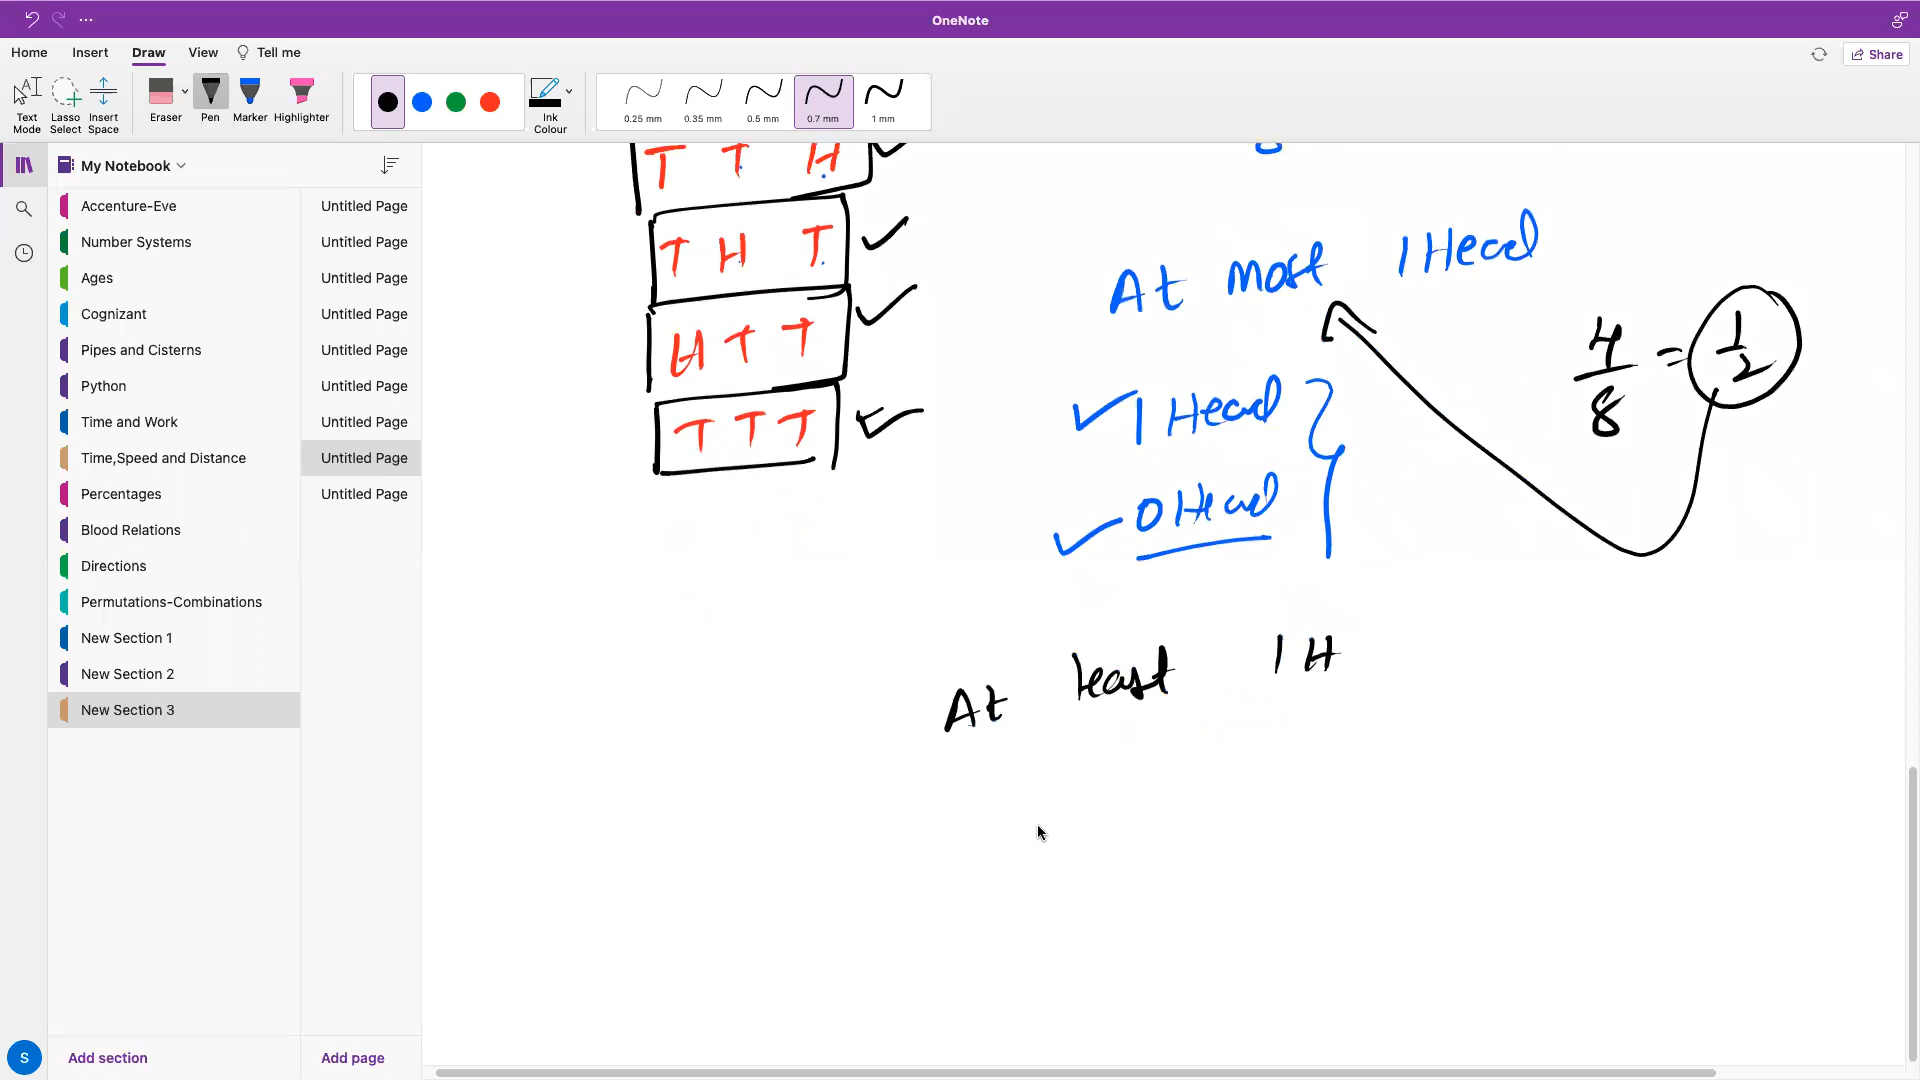 OneNote
Home Insert Draw View Tell me
Share
Text Mode
Lasso Select
Insert Space
Eraser
Pen
Marker
Highlighter
Ink Colour
0.25 mm
0.35 mm
0.5 mm
0.7 mm
1 mm
My Notebook
Accenture-Eve
Number Systems
Ages
Cognizant
Pipes and Cisterns
Python
Time and Work
Time,Speed and Distance
Percentages
Blood Relations
Directions
Permutations-Combinations
New Section 1
New Section 2
New Section 3
Untitled Page
Untitled Page
Untitled Page
Untitled Page
Untitled Page
Untitled Page
Untitled Page
Untitled Page
Untitled Page
S
Add section
Add page
T T H
T H T
H T T
T T T
At most 1 Head
1 Head
0 Head
4/8 = 1/2
At least 1 H